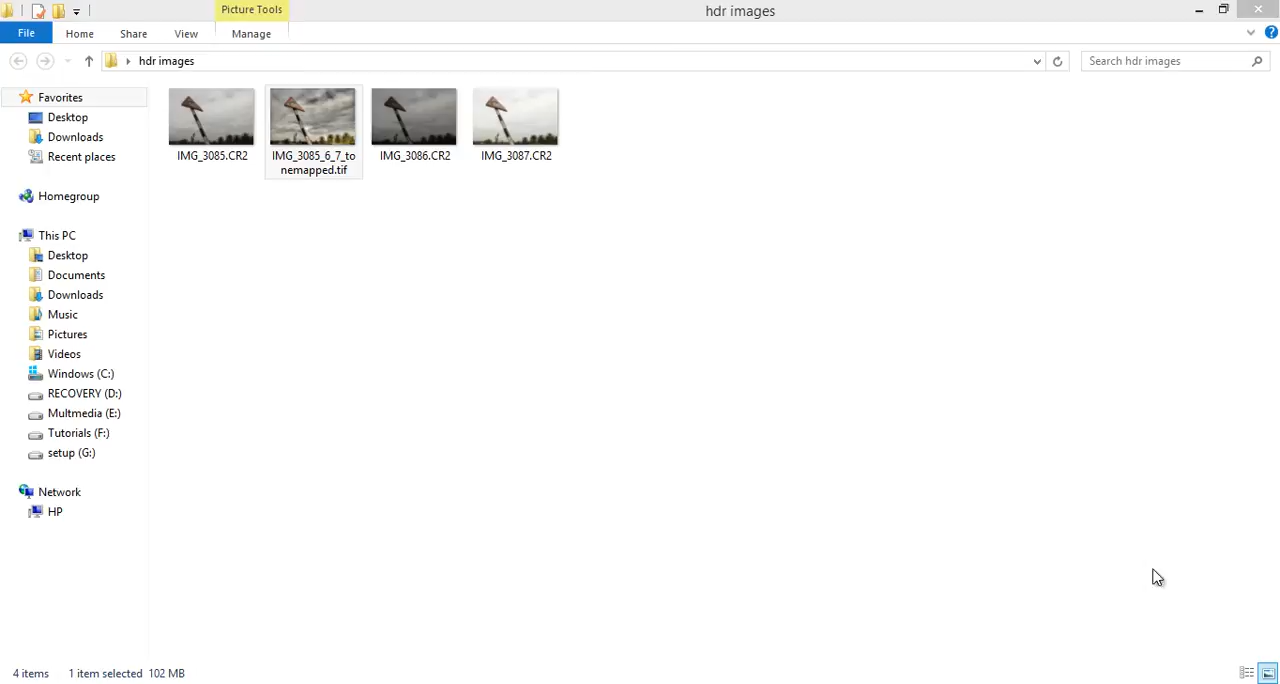 Picture Tools
hdr images
File
Home
Share
View
Manage
hdr images
Search hdr images
Favorites
Desktop
Downloads
Recent places
Homegroup
This PC
Desktop
Documents
Downloads
Music
Pictures
Videos
Windows (C:)
RECOVERY (D:)
Multmedia (E:)
Tutorials (F:)
setup (G:)
Network
HP
IMG_3085.CR2
IMG_3085_6_7_to
nemapped.tif
IMG_3086.CR2
IMG_3087.CR2
4 items
1 item selected 102 MB